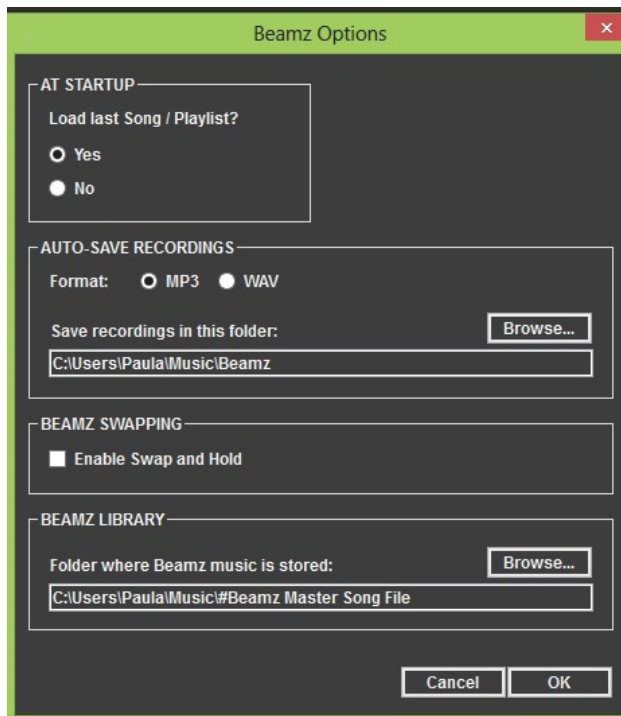 Beamz Options
AT STARTUP
Load last Song / Playlist?
Yes
No
AUTO-SAVE RECORDINGS
Format: MP3 WAV
Save recordings in this folder: Browse...
C:\Users\Paula\Music\Beamz
BEAMZ SWAPPING
Enable Swap and Hold
BEAMZ LIBRARY
Folder where Beamz music is stored: Browse...
C:\Users\Paula\Music\#Beamz Master Song File
Cancel OK